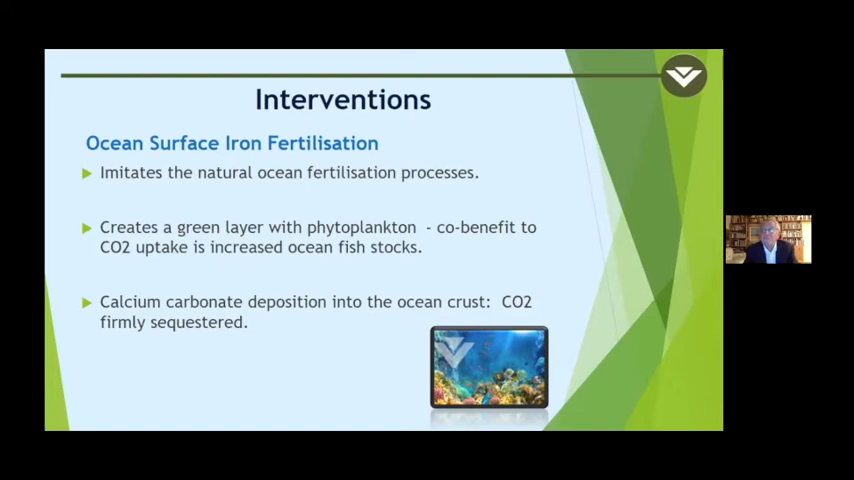 Interventions
Ocean Surface Iron Fertilisation
Imitates the natural ocean fertilisation processes.
Creates a green layer with phytoplankton - co-benefit to
CO2 uptake is increased ocean fish stocks.
Calcium carbonate deposition into the ocean crust: CO2
firmly sequestered.